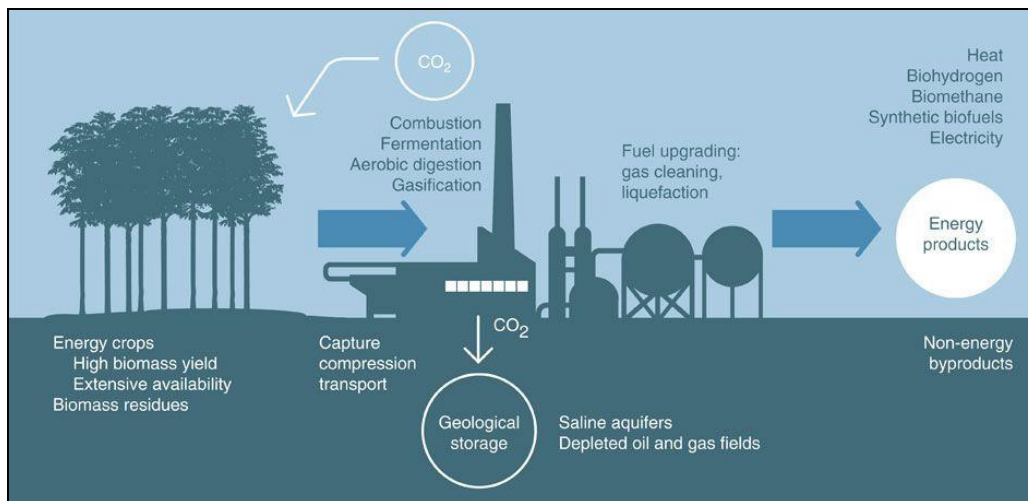 CO2
Combustion
Fermentation
Aerobic digestion
Gasification
Fuel upgrading:
gas cleaning,
liquefaction
Heat
Biohydrogen
Biomethane
Synthetic biofuels
Electricity
Energy
products
Energy crops
High biomass yield
Extensive availability
Biomass residues
Capture
compression
transport
CO2
Geological
storage
Saline aquifers
Depleted oil and gas fields
Non-energy
byproducts